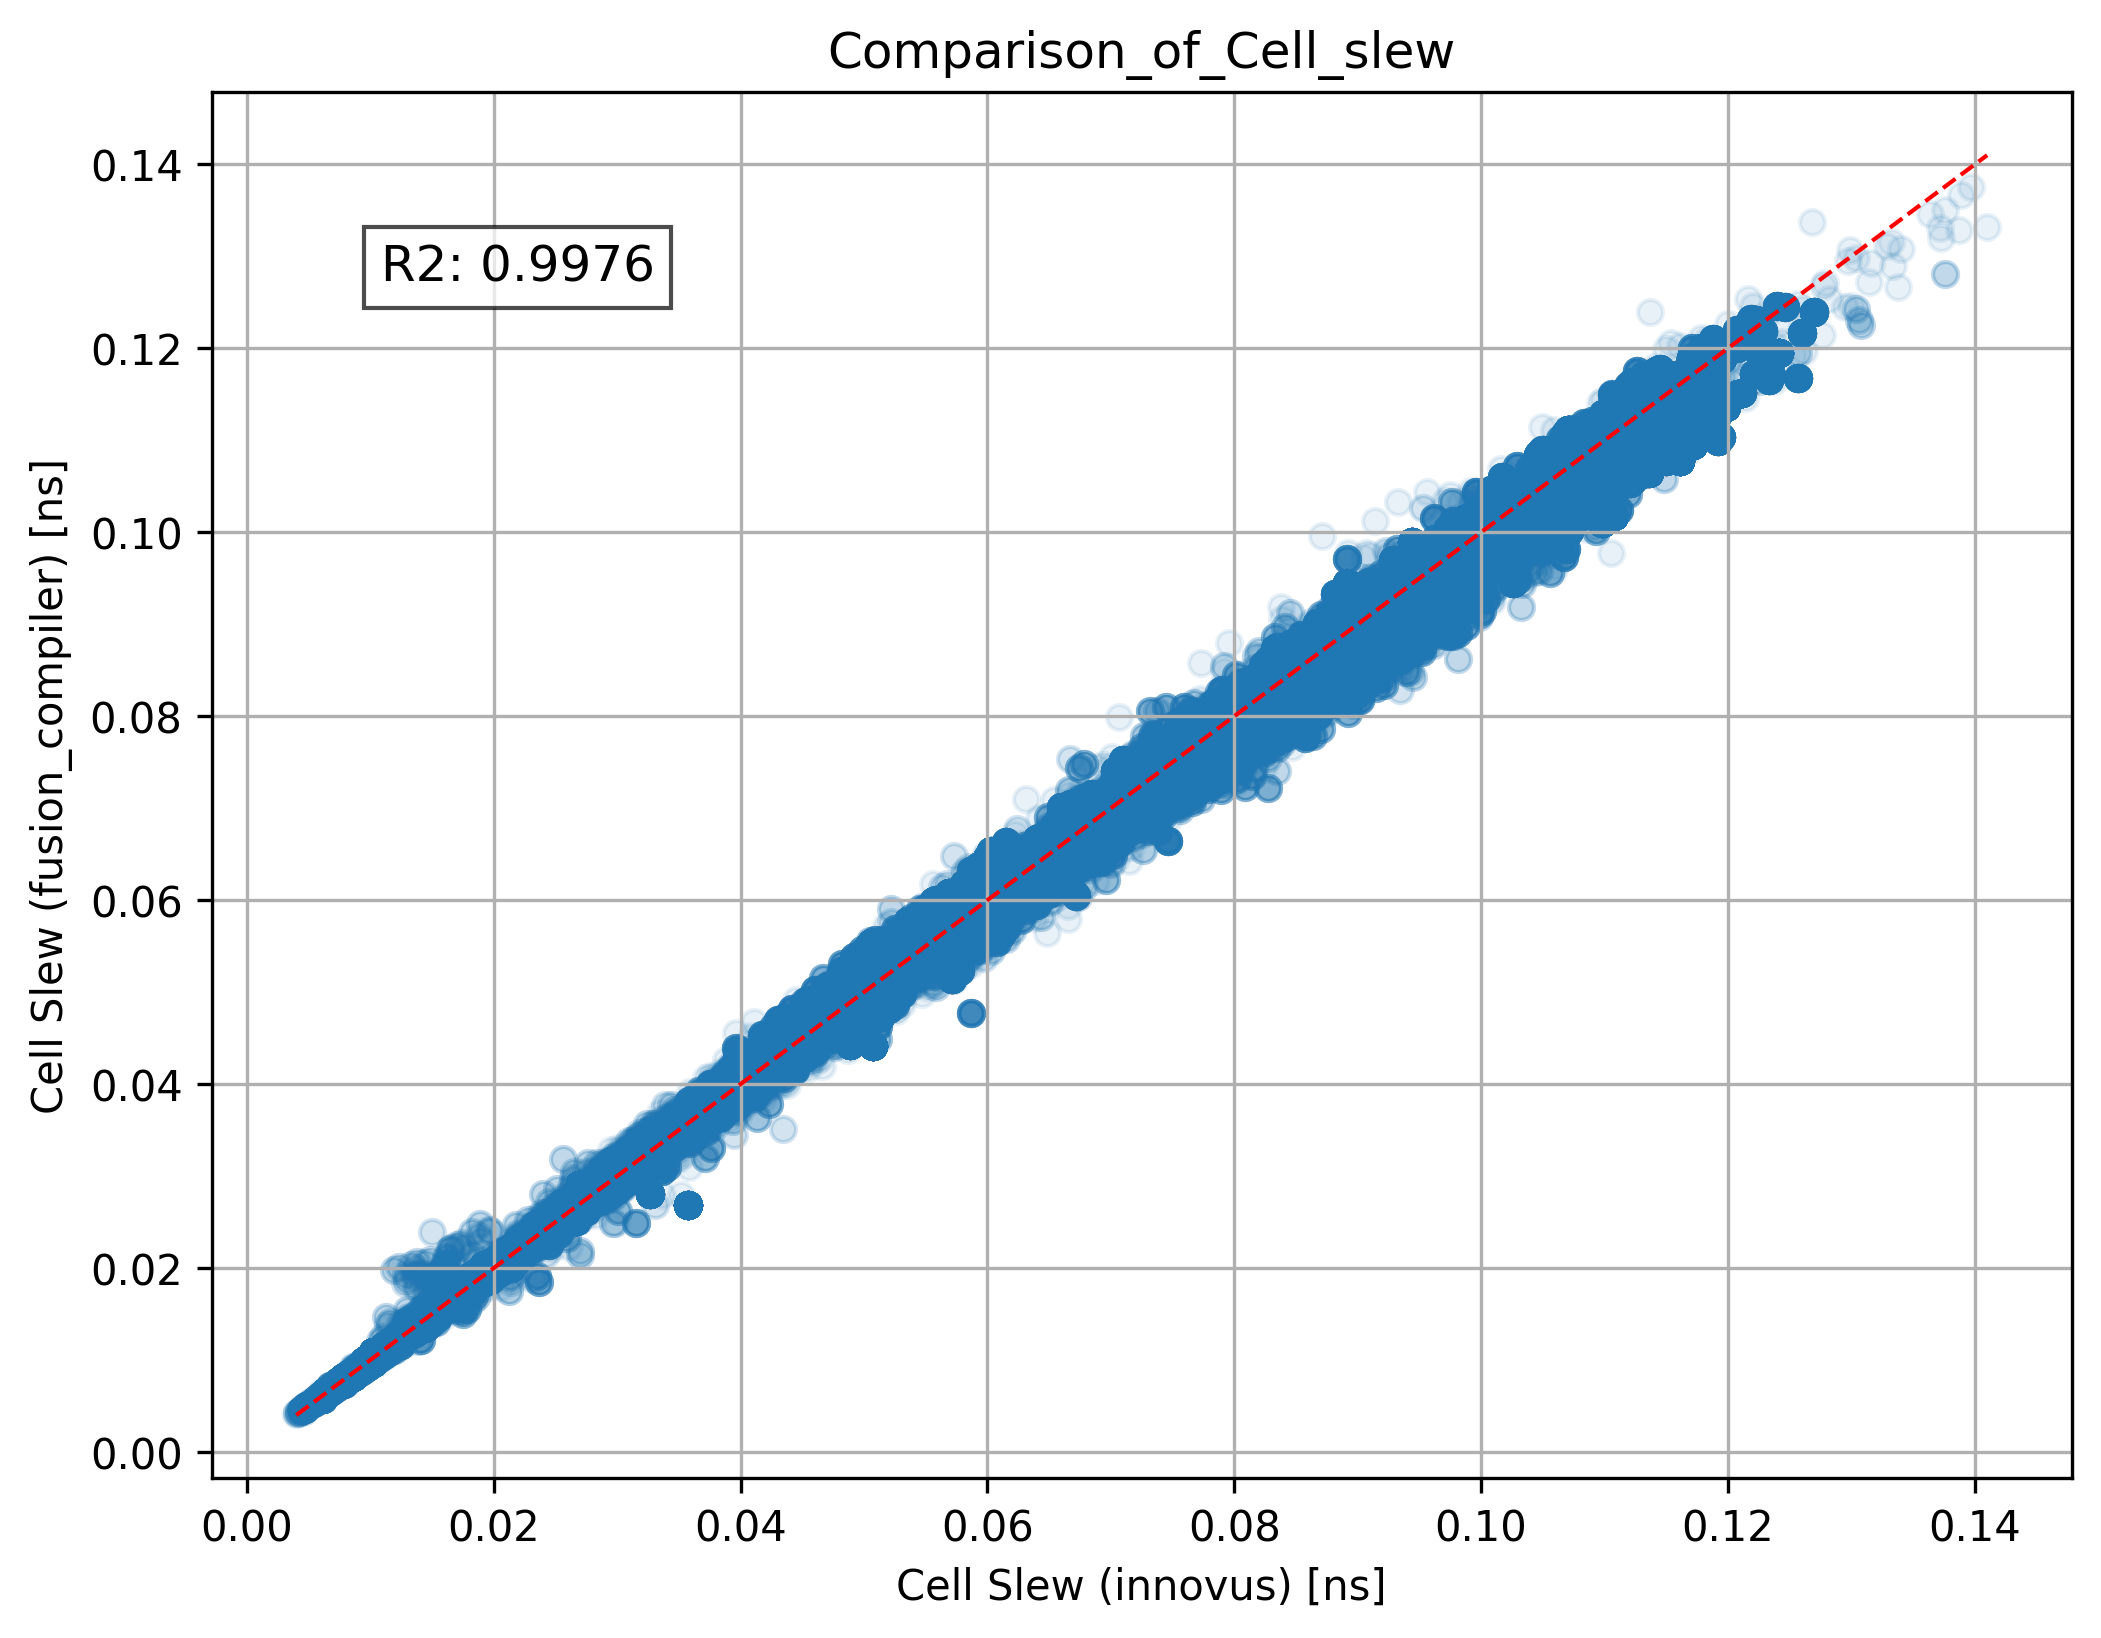 Comparison_of_Cell_slew
R2: 0.9976
Cell Slew (fusion_compiler) [ns]
0.14
0.12
0.10
0.08
0.06
0.04
0.02
0.00
0.00 0.02 0.04 0.06 0.08 0.10 0.12 0.14
Cell Slew (innovus) [ns]